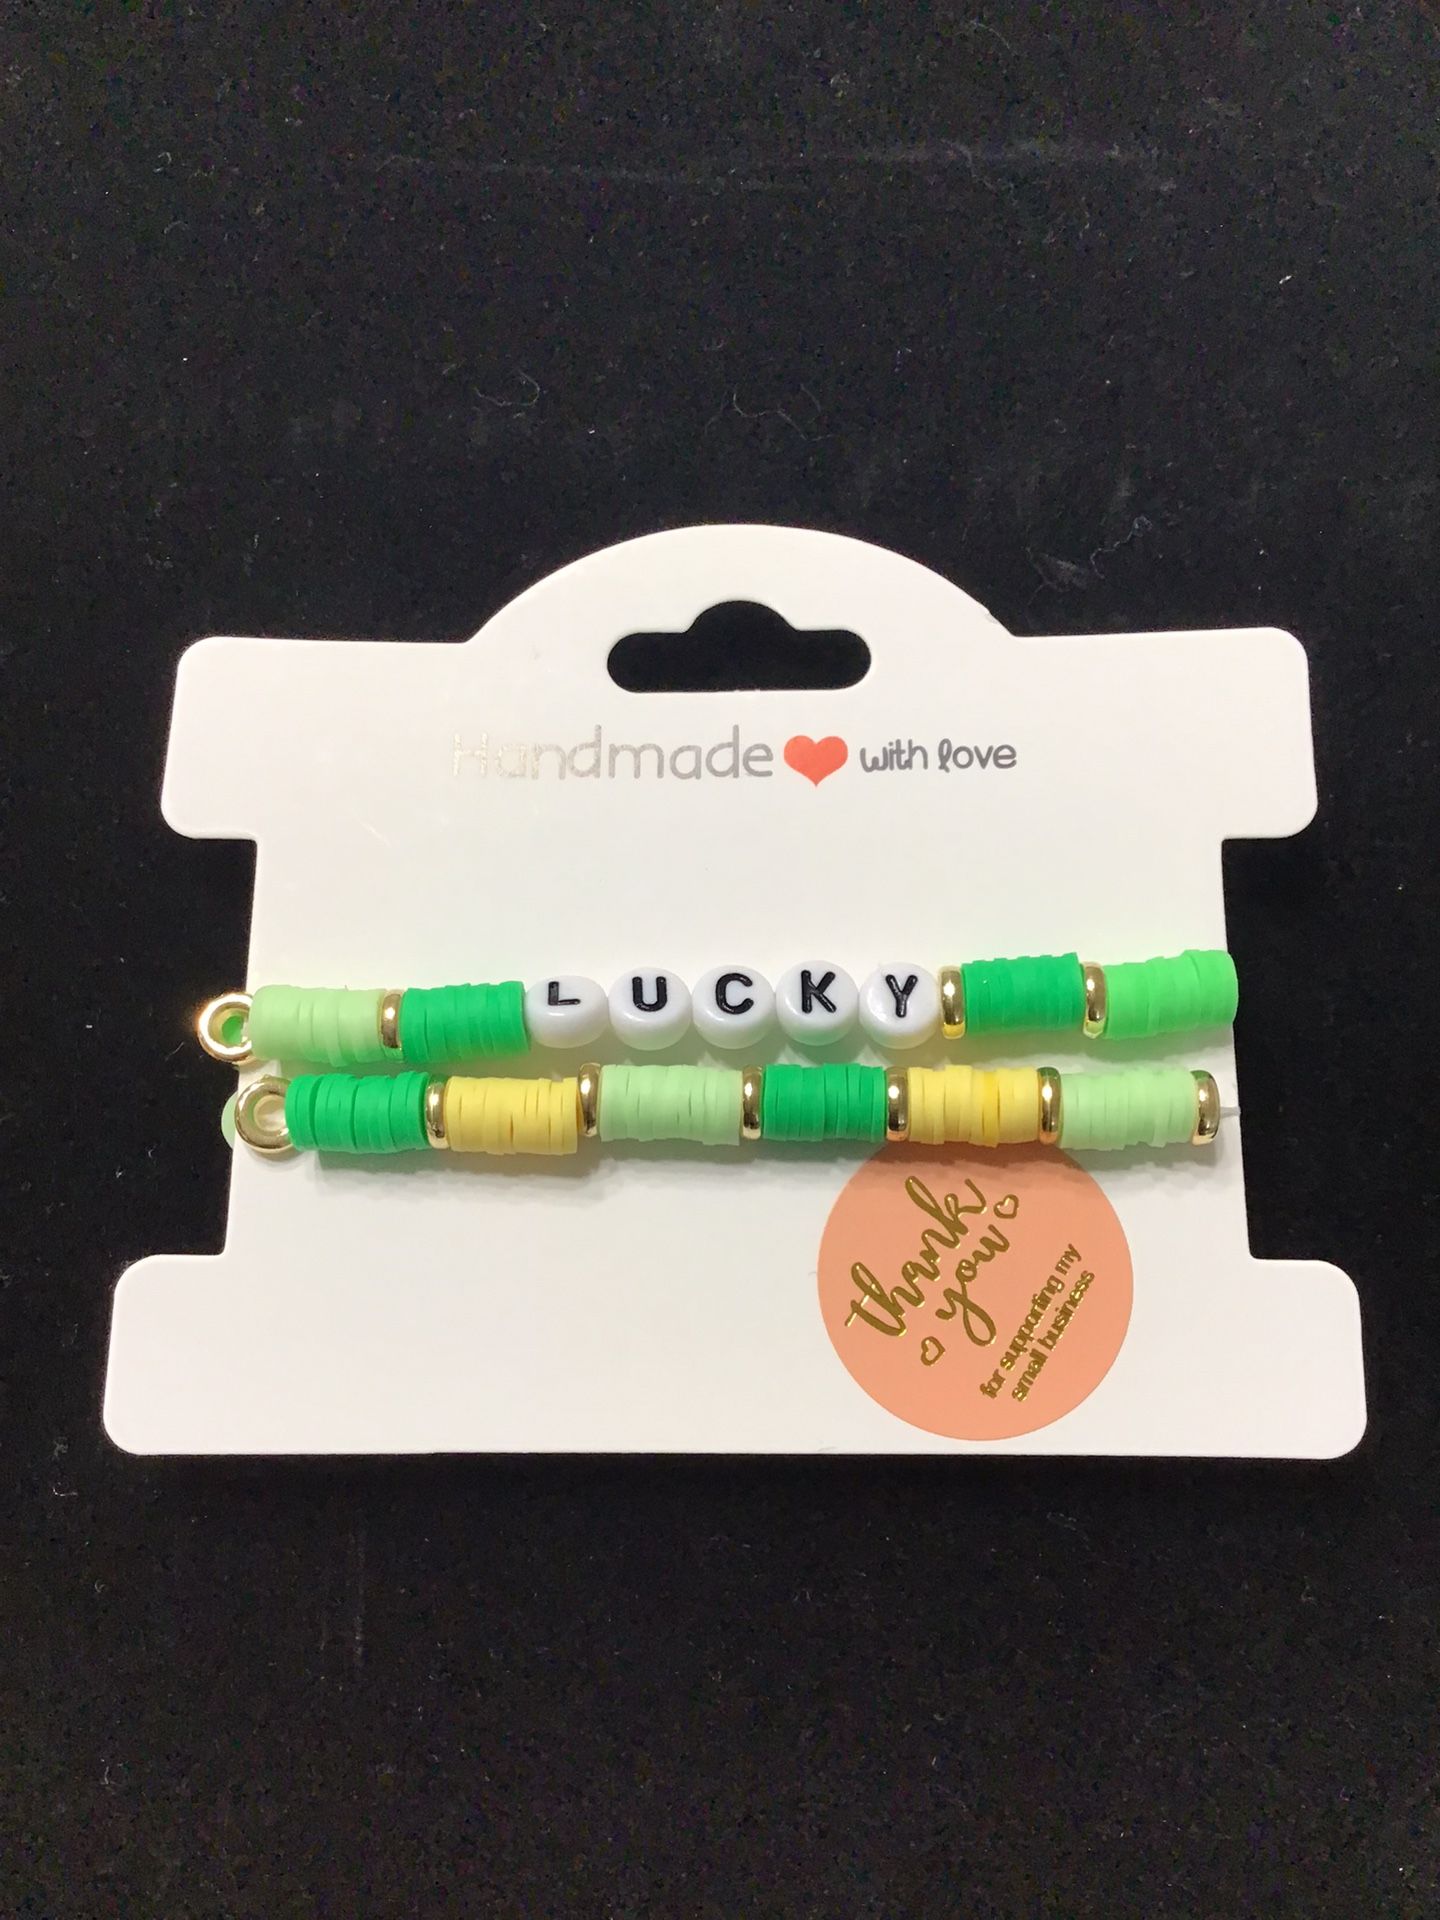 Handmade with love
LUCKY
thank
you
for supporting my
small business